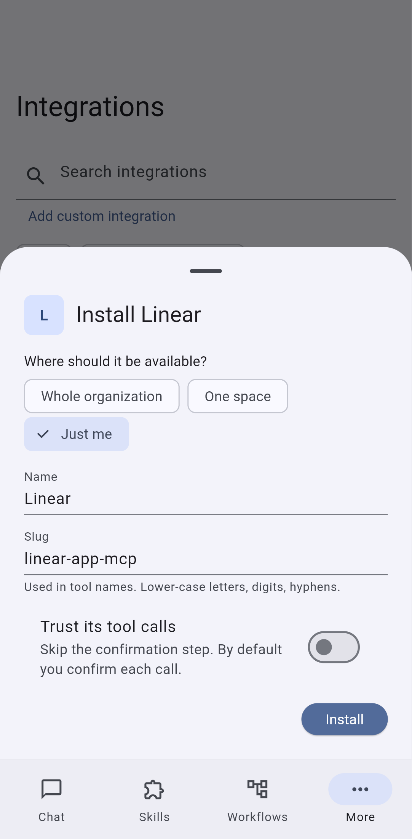 Integrations
Search integrations
Add custom integration
L
Install Linear
Where should it be available?
Whole organization
One space
Just me
Name
Linear
Slug
linear-app-mcp
Used in tool names. Lower-case letters, digits, hyphens.
Trust its tool calls
Skip the confirmation step. By default
you confirm each call.
Install
Chat
Skills
Workflows
More